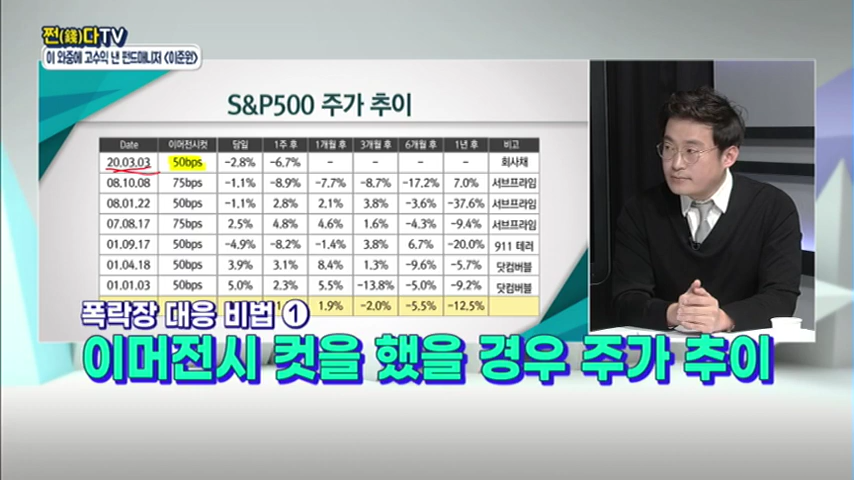 쩐(錢)다TV
이 와중에 고수익 낸 펀드매니저 <이준원>
S&P500 주가 추이
Date 이머전시컷 당일 1주 후 1개월 후 3개월 후 6개월 후 1년 후 비고
20.03.03 50bps -2.8% -6.7% - - - - 회사채
08.10.08 75bps -1.1% -8.9% -7.7% -8.7% -17.2% 7.0% 서브프라임
08.01.22 50bps -1.1% 2.8% 2.1% 3.8% -3.6% -37.6% 서브프라임
07.08.17 75bps 2.5% 4.8% 4.6% 1.6% -4.3% -9.4% 서브프라임
01.09.17 50bps -4.9% -8.2% -1.4% 3.8% 6.7% -20.0% 911 테러
01.04.18 50bps 3.9% 3.1% 8.4% 1.3% -9.6% -5.7% 닷컴버블
01.01.03 50bps 5.0% 2.3% 5.5% -13.8% -5.0% -9.2% 닷컴버블
1.9% -2.0% -5.5% -12.5%
폭락장 대응 비법 ①
이머전시 컷을 했을 경우 주가 추이